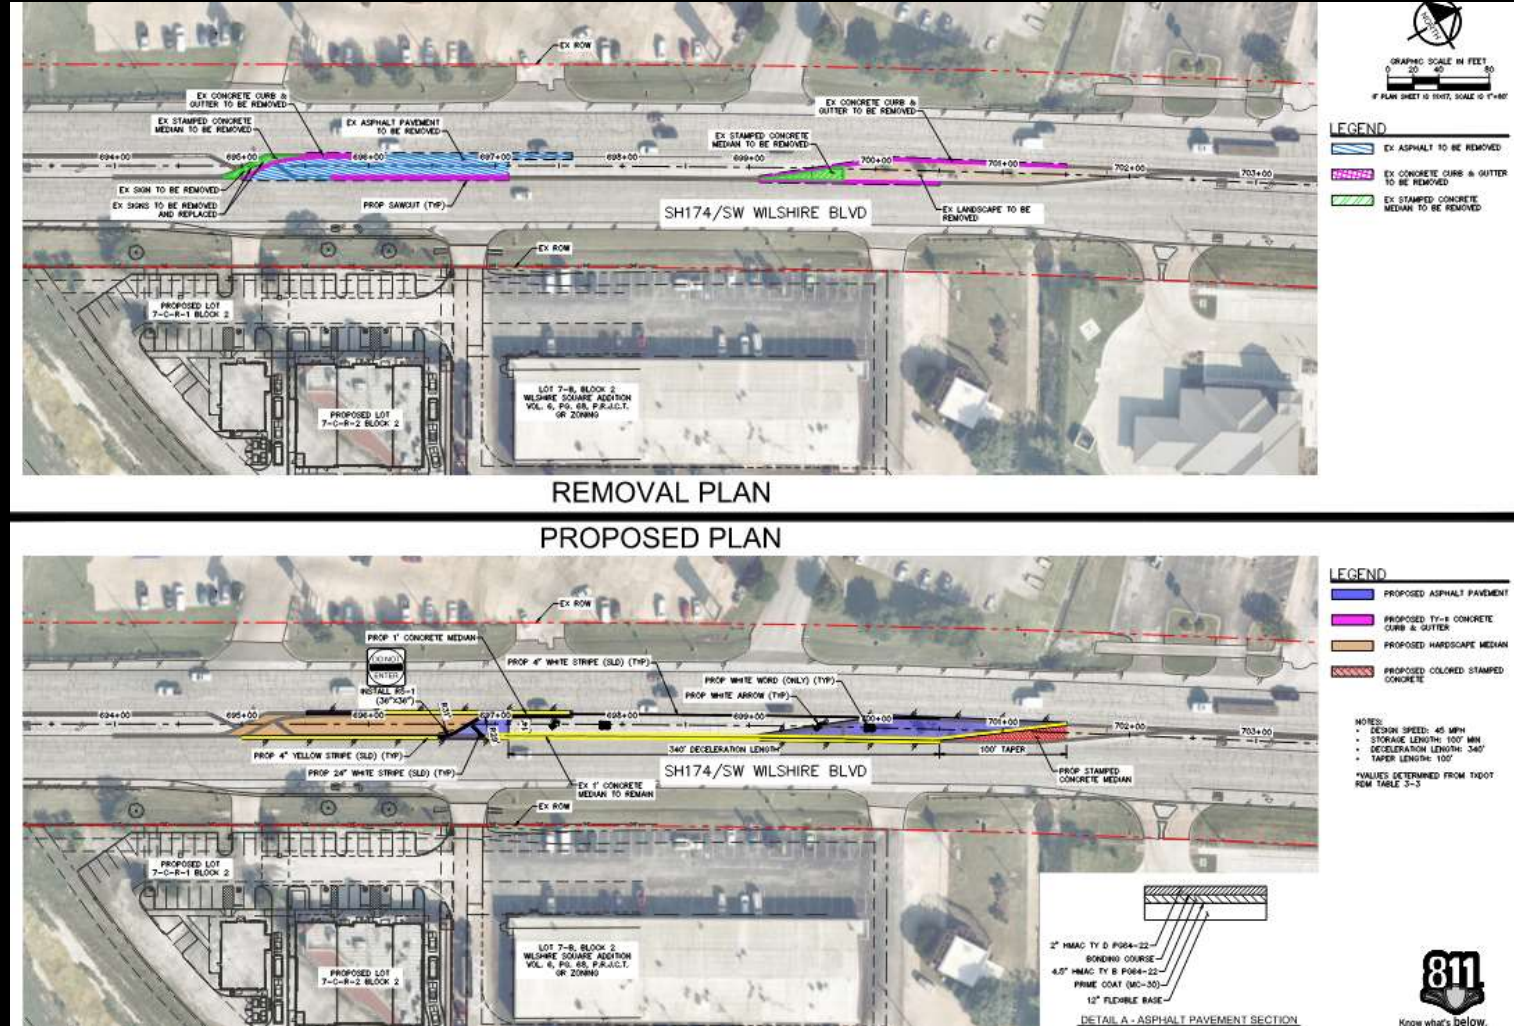 EX ROW
EX CONCRETE CURB &
GUTTER TO BE REMOVED
EX STAMPED CONCRETE
MEDIAN TO BE REMOVED
EX ASPHALT PAVEMENT
TO BE REMOVED
EX STAMPED CONCRETE
MEDIAN TO BE REMOVED
EX CONCRETE CURB &
GUTTER TO BE REMOVED
694+00
695+00
696+00
697+00
698+00
699+00
700+00
701+00
702+00
703+00
EX SIGN TO BE REMOVED
EX SIGNS TO BE REMOVED
AND REPLACED
PROP SAWCUT (TYP)
SH174/SW WILSHIRE BLVD
EX LANDSCAPE TO BE
REMOVED
EX ROW
PROPOSED LOT
7-C-R-1 BLOCK 2
PROPOSED LOT
7-C-R-2 BLOCK 2
LOT 7-B, BLOCK 2
WILSHIRE SQUARE ADDITION
VOL. 6, PG. 68, P.R.J.C.T.
GR ZONING
NORTH
GRAPHIC SCALE IN FEET
0 20 40 80
IF PLAN SHEET IS 11X17, SCALE IS 1"=80'
LEGEND
EX ASPHALT TO BE REMOVED
EX CONCRETE CURB & GUTTER
TO BE REMOVED
EX STAMPED CONCRETE
MEDIAN TO BE REMOVED
REMOVAL PLAN
PROPOSED PLAN
EX ROW
PROP 1' CONCRETE MEDIAN
DO NOT
ENTER
INSTALL R5-1
(36"X36")
PROP 4" WHITE STRIPE (SLD) (TYP)
PROP WHITE WORD (ONLY) (TYP)
PROP WHITE ARROW (TYP)
694+00
695+00
696+00
697+00
698+00
699+00
700+00
701+00
702+00
703+00
PROP 4" YELLOW STRIPE (SLD) (TYP)
PROP 24" WHITE STRIPE (SLD) (TYP)
340' DECELERATION LENGTH
100' TAPER
SH174/SW WILSHIRE BLVD
EX 1' CONCRETE
MEDIAN TO REMAIN
PROP STAMPED
CONCRETE MEDIAN
EX ROW
PROPOSED LOT
7-C-R-1 BLOCK 2
PROPOSED LOT
7-C-R-2 BLOCK 2
LOT 7-B, BLOCK 2
WILSHIRE SQUARE ADDITION
VOL. 6, PG. 68, P.R.J.C.T.
GR ZONING
LEGEND
PROPOSED ASPHALT PAVEMENT
PROPOSED TY-II CONCRETE
CURB & GUTTER
PROPOSED HARDSCAPE MEDIAN
PROPOSED COLORED STAMPED
CONCRETE
NOTES:
• DESIGN SPEED: 45 MPH
• STORAGE LENGTH: 100' MIN
• DECELERATION LENGTH: 340'
• TAPER LENGTH: 100'
*VALUES DETERMINED FROM TXDOT
RDM TABLE 3-3
2" HMAC TY D PG64-22
BONDING COURSE
4.5" HMAC TY B PG64-22
PRIME COAT (MC-30)
12" FLEXIBLE BASE
DETAIL A - ASPHALT PAVEMENT SECTION
811
Know what's below.